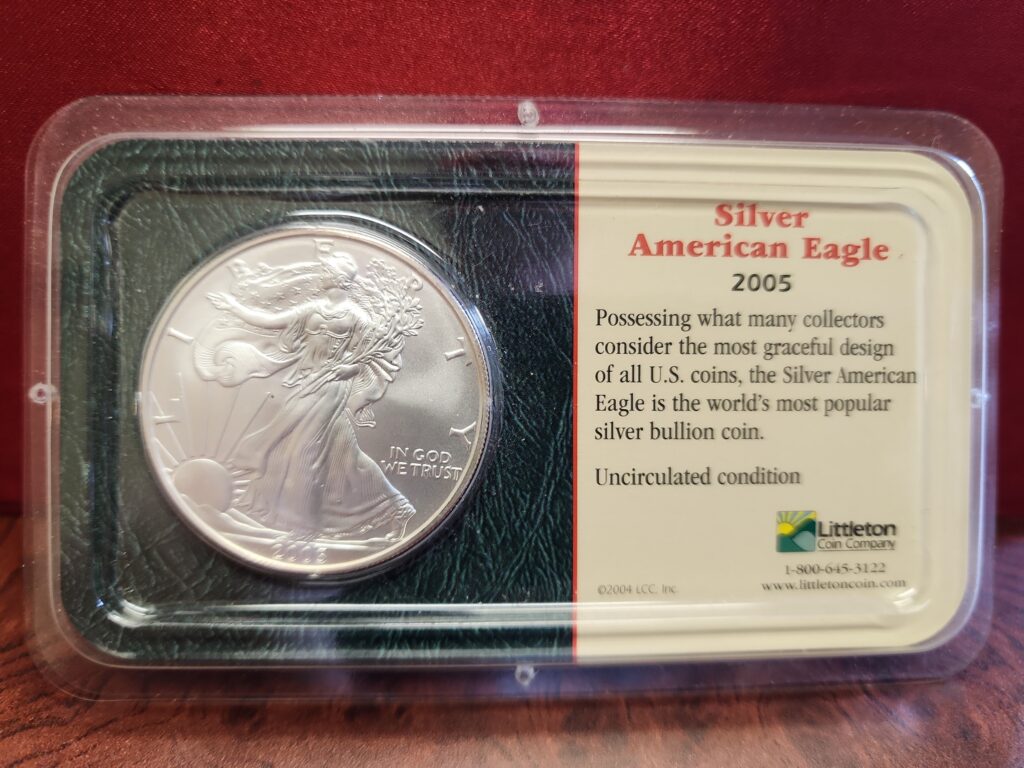 LIBERTY
IN GOD
WE TRUST
2005
Silver
American Eagle
2005
Possessing what many collectors
consider the most graceful design
of all U.S. coins, the Silver American
Eagle is the world's most popular
silver bullion coin.
Uncirculated condition
Littleton
Coin Company
1-800-645-3122
www.littletoncoin.com
©2004 LCC, Inc.